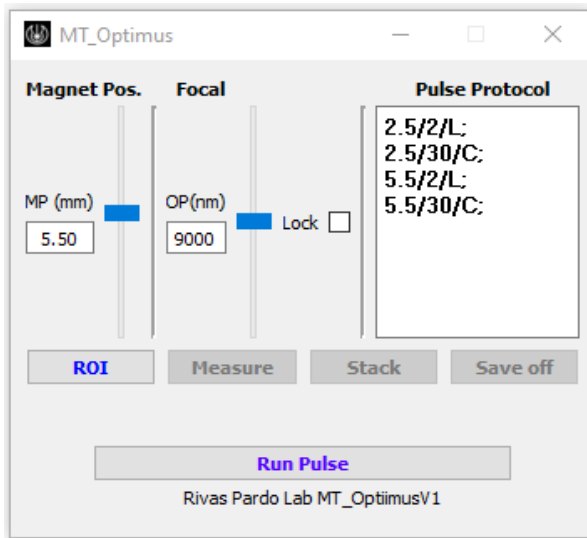 MT_Optimus
Magnet Pos. Focal Pulse Protocol
2.5/2/L;
2.5/30/C;
5.5/2/L;
5.5/30/C;
MP (mm) OP(nm) Lock
5.50 9000
ROI Measure Stack Save off
Run Pulse
Rivas Pardo Lab MT_OptiimusV1